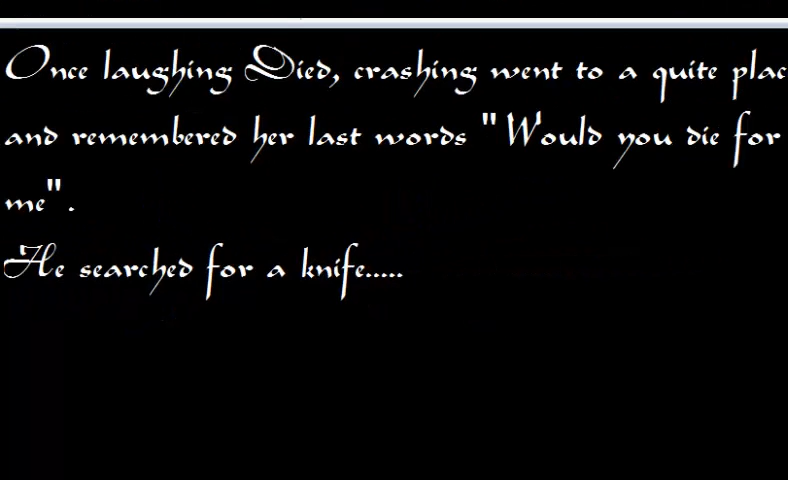 Once laughing Died, crashing went to a quite plac
and remembered her last words "Would you die for
me".
He searched for a knife.....